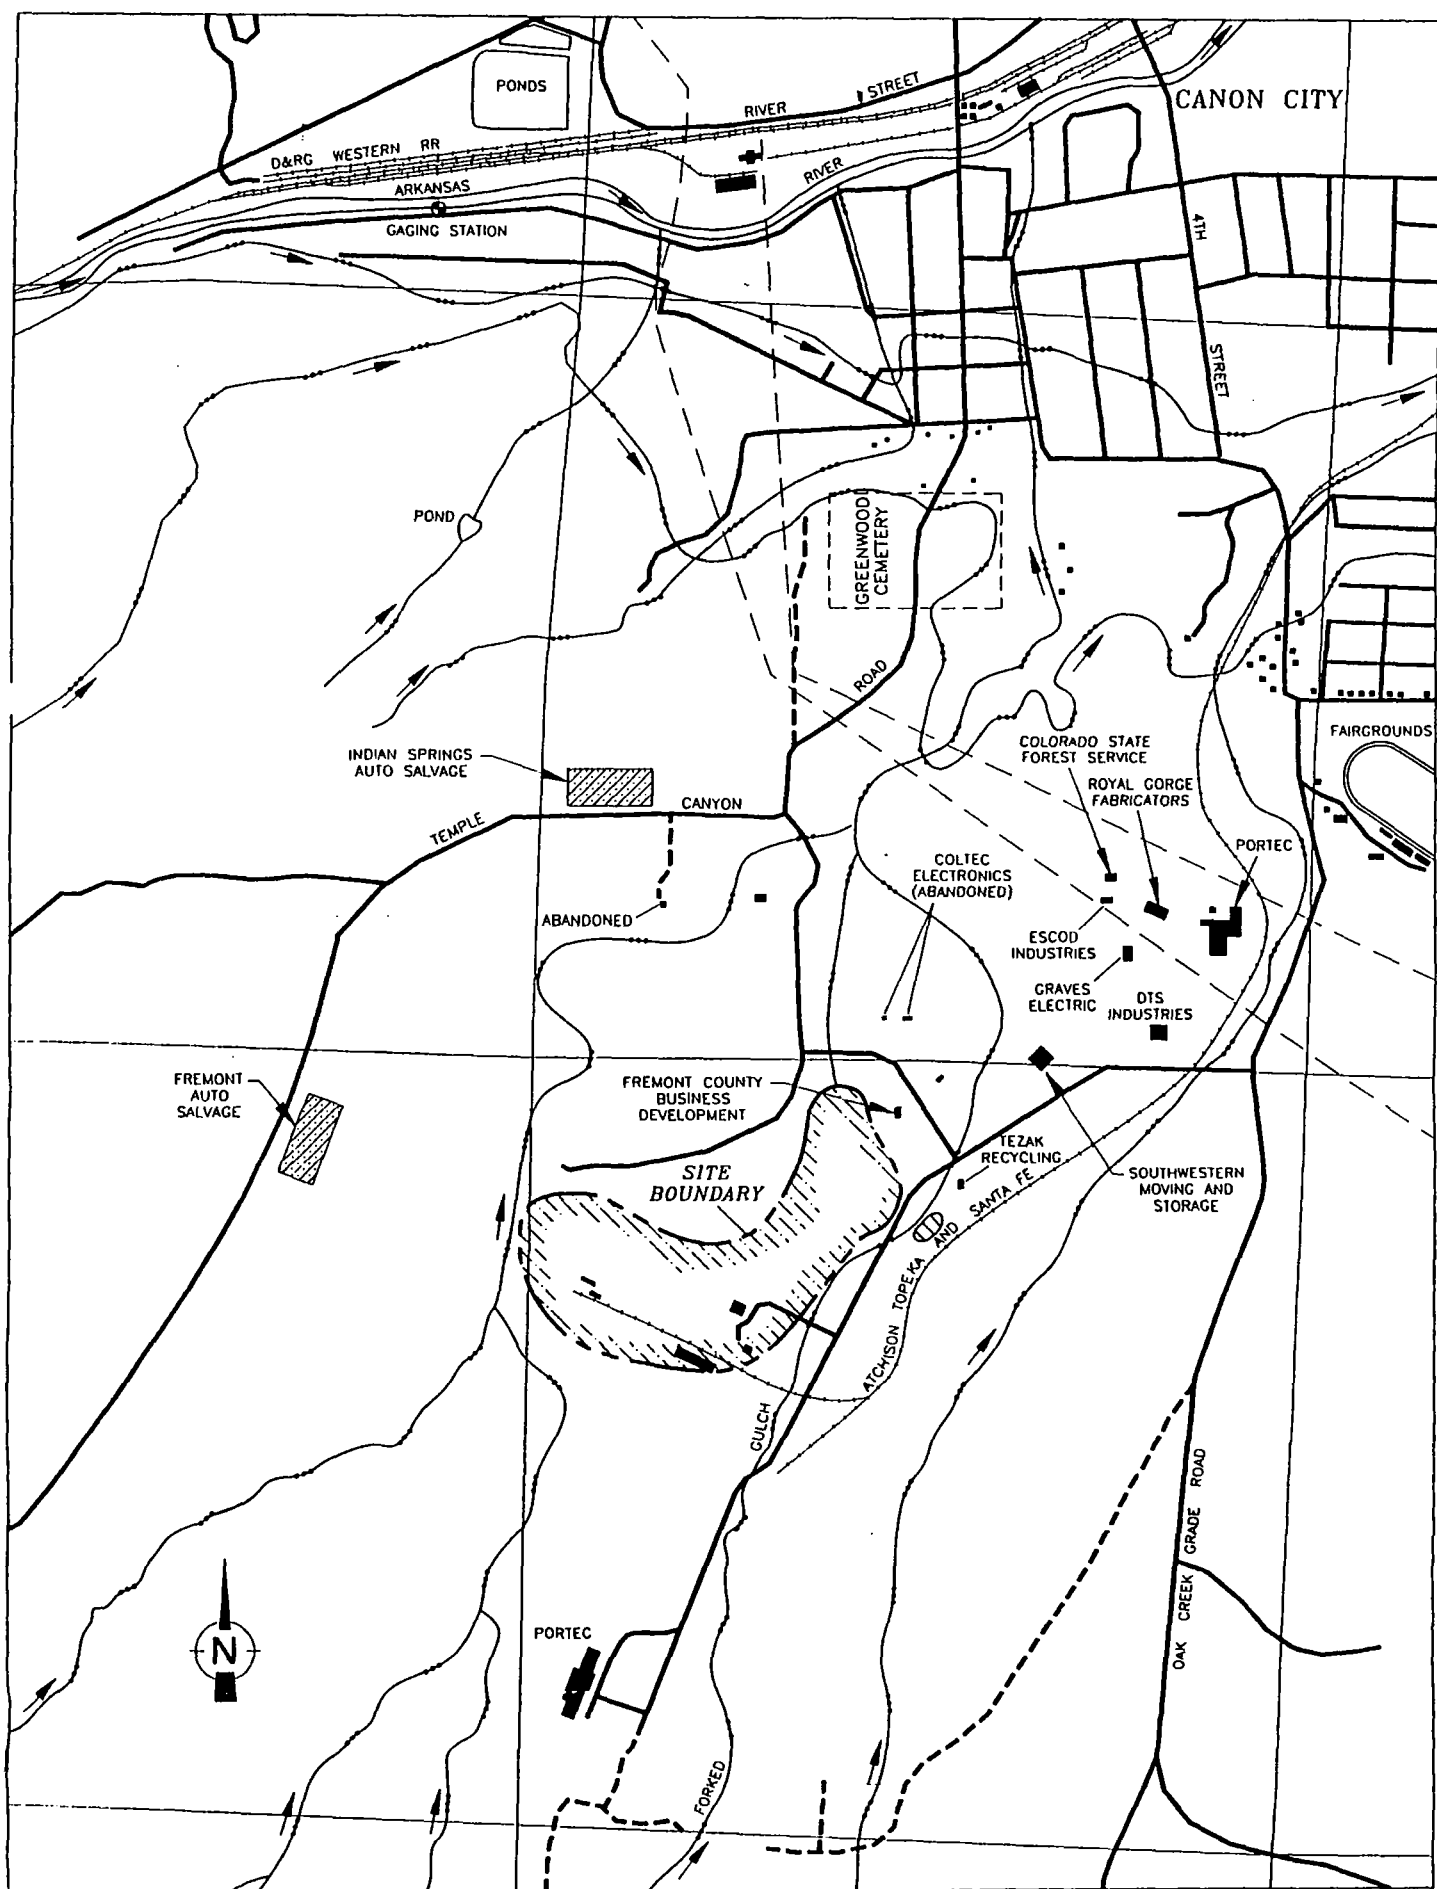 CANON CITY
PONDS
RIVER STREET
D&RG WESTERN RR
ARKANSAS RIVER
GAGING STATION
4TH STREET
POND
GREENWOOD
CEMETERY
ROAD
FAIRGROUNDS
INDIAN SPRINGS
AUTO SALVAGE
COLORADO STATE
FOREST SERVICE
ROYAL GORGE
FABRICATORS
TEMPLE CANYON
PORTEC
COLTEC
ELECTRONICS
(ABANDONED)
ABANDONED
ESCOD
INDUSTRIES
GRAVES
ELECTRIC
DTS
INDUSTRIES
FREMONT
AUTO
SALVAGE
FREMONT COUNTY
BUSINESS
DEVELOPMENT
TEZAK
RECYCLING
SITE
BOUNDARY
SOUTHWESTERN
MOVING AND
STORAGE
ATCHISON TOPEKA AND SANTA FE
GULCH
OAK CREEK GRADE ROAD
N
PORTEC
FORKED